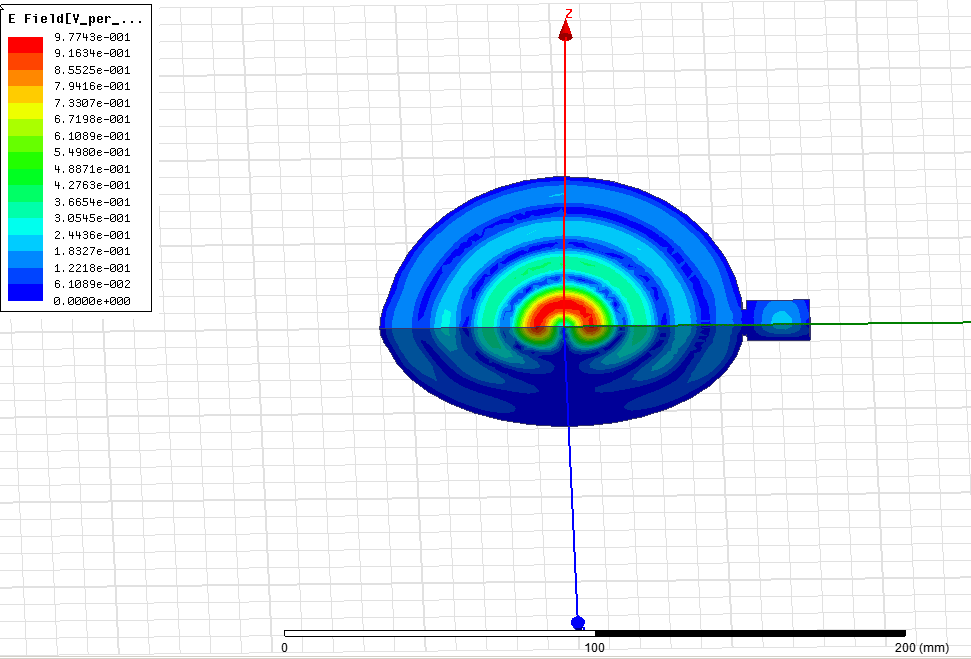 E Field[V_per_...
9.7743e-001
9.1634e-001
8.5525e-001
7.9416e-001
7.3307e-001
6.7198e-001
6.1089e-001
5.4980e-001
4.8871e-001
4.2763e-001
3.6654e-001
3.0545e-001
2.4436e-001
1.8327e-001
1.2218e-001
6.1089e-002
0.0000e+000
Z
0
100
200 (mm)